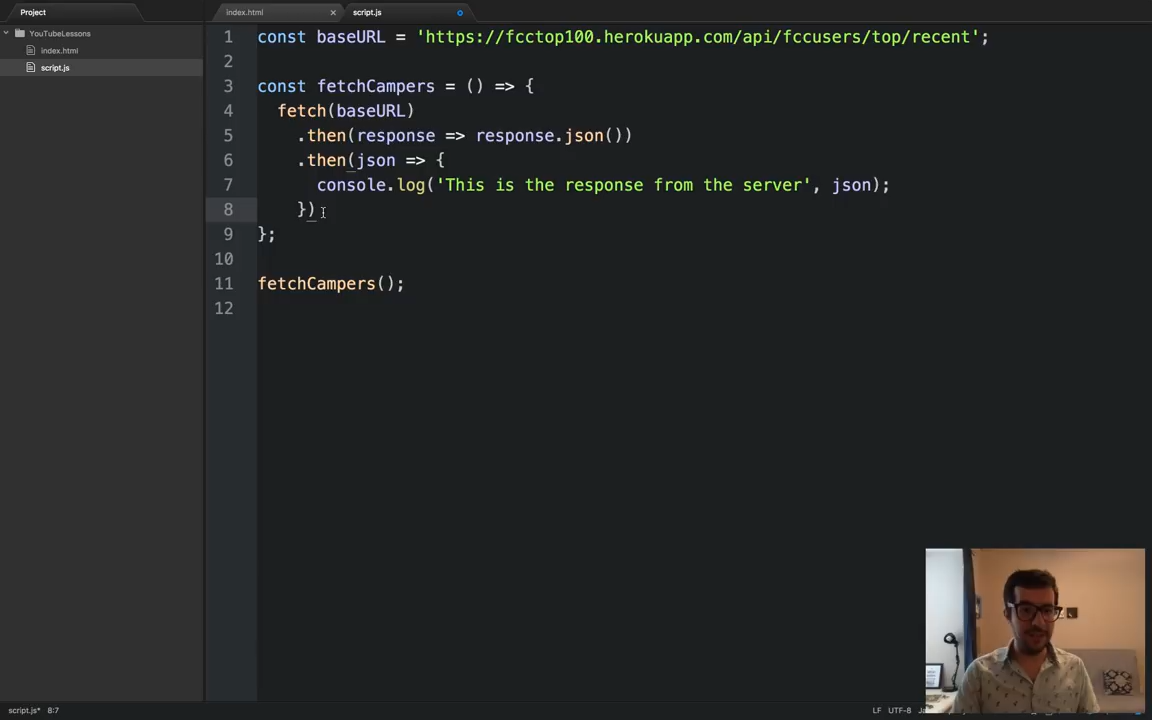 Project
index.html
script.js
YouTubeLessons
index.html
script.js
1 const baseURL = 'https://fcctop100.herokuapp.com/api/fccusers/top/recent';
2
3 const fetchCampers = () => {
4 fetch(baseURL)
5 .then(response => response.json())
6 .then(json => {
7 console.log('This is the response from the server', json);
8 })
9 };
10
11 fetchCampers();
12
script.js* 8:7
LF UTF-8